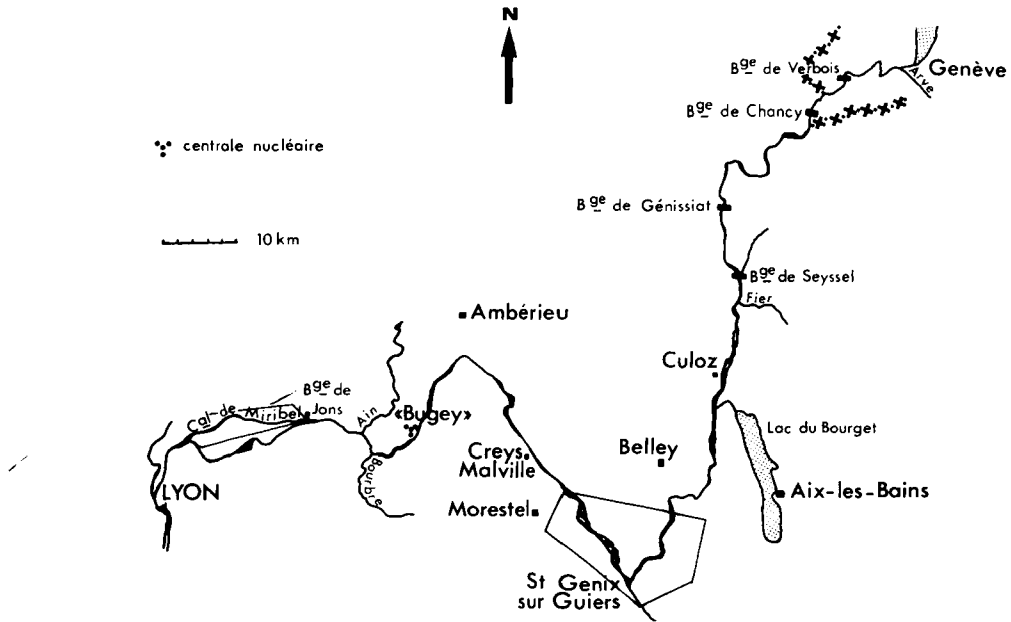 N
Bge de Verbois
Arve
Genève
Bge de Chancy
centrale nucléaire
Bge de Génissiat
10 km
Bge de Seyssel
Fier
Ambérieu
Culoz
Bge de
Jons
Cal de Miribel
Ain
«Bugey»
Lac du Bourget
Belley
Creys
Malville
Bourbre
LYON
Aix-les-Bains
Morestel
St Genix
sur Guiers